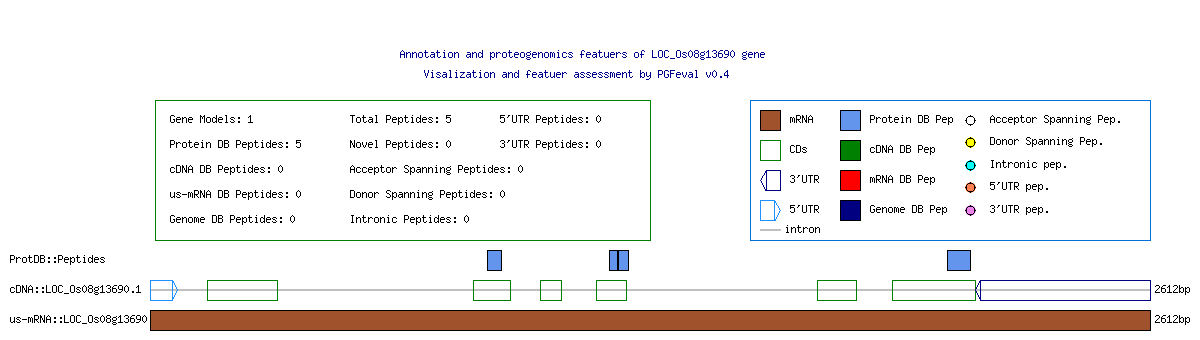 Annotation and proteogenomics featuers of LOC_Os08g13690 gene
Visalization and featuer assessment by PGFeval v0.4
Gene Models: 1 Total Peptides: 5 5'UTR Peptides: 0
Protein DB Peptides: 5 Novel Peptides: 0 3'UTR Peptides: 0
cDNA DB Peptides: 0 Acceptor Spanning Peptides: 0
us-mRNA DB Peptides: 0 Donor Spanning Peptides: 0
Genome DB Peptides: 0 Intronic Peptides: 0
mRNA Protein DB Pep Acceptor Spanning Pep.
CDs cDNA DB Pep Donor Spanning Pep.
3'UTR mRNA DB Pep Intronic pep.
5'UTR Genome DB Pep 5'UTR pep.
intron 3'UTR pep.
ProtDB::Peptides
cDNA::LOC_Os08g13690.1 2612bp
us-mRNA::LOC_Os08g13690 2612bp